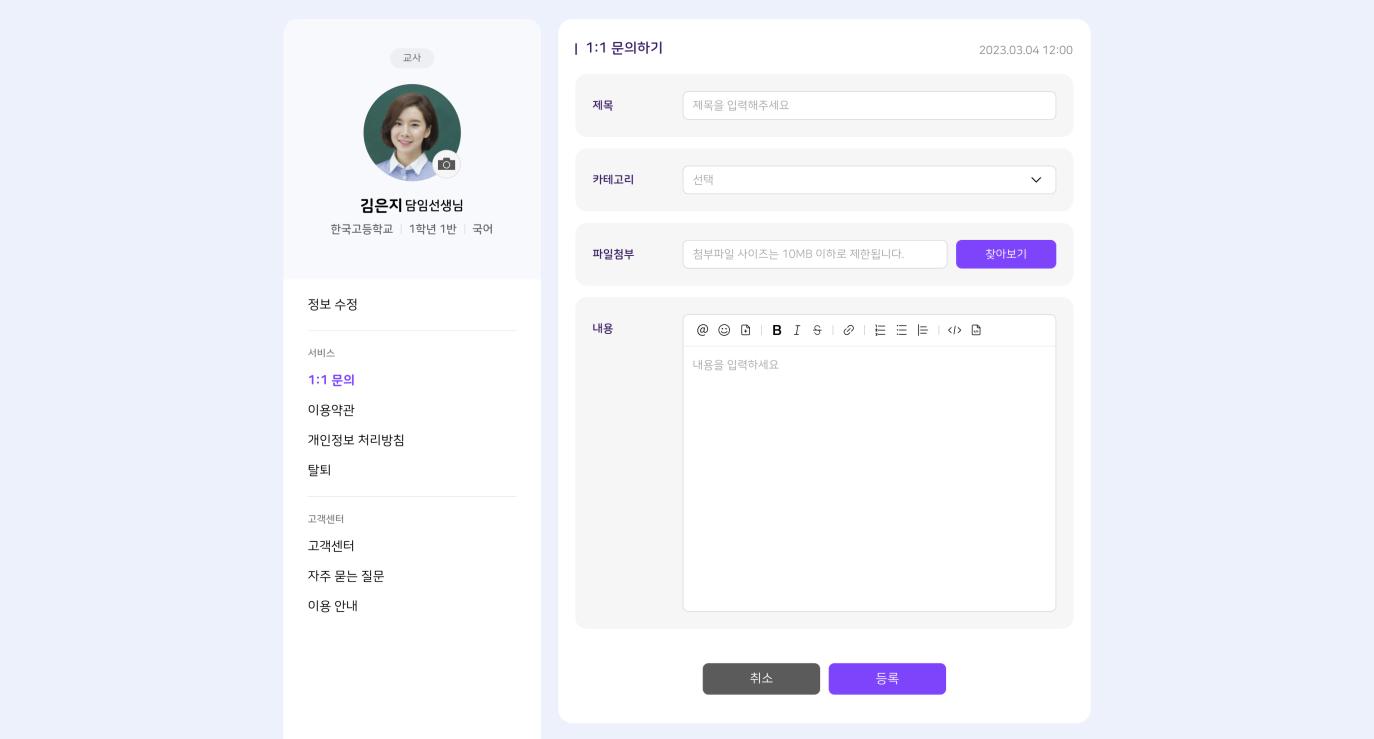 교사
김은지 담임선생님
한국고등학교 | 1학년 1반 | 국어
정보 수정
서비스
1:1 문의
이용약관
개인정보 처리방침
탈퇴
고객센터
고객센터
자주 묻는 질문
이용 안내
1:1 문의하기
2023.03.04 12:00
제목
제목을 입력해주세요
카테고리
선택
파일첨부
첨부파일 사이즈는 10MB 이하로 제한됩니다.
찾아보기
내용
@ B I S </>
내용을 입력하세요
취소
등록